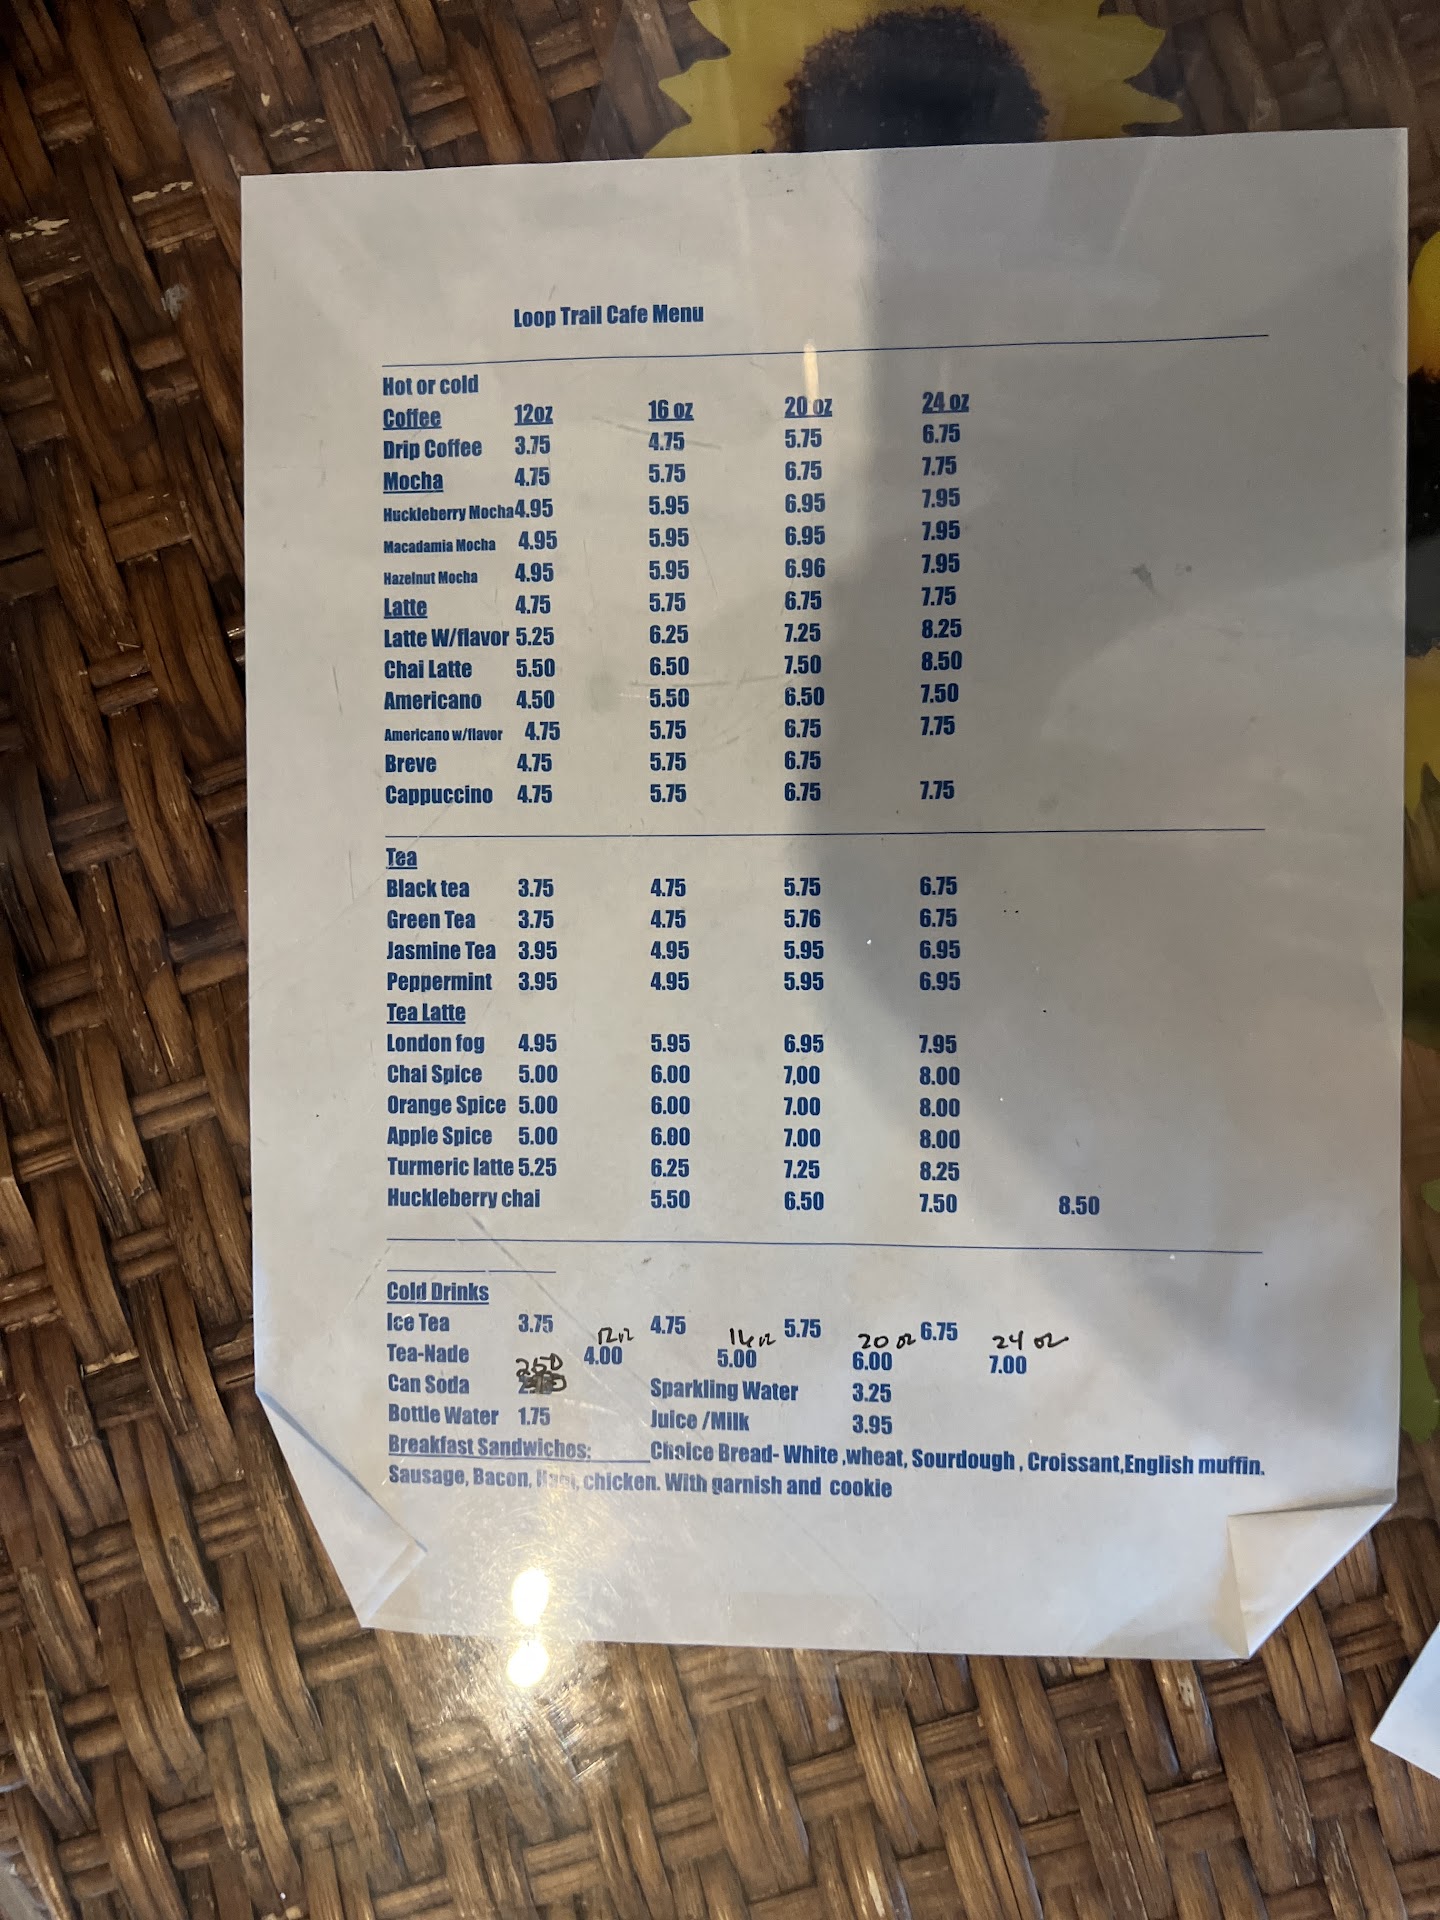 Loop Trail Cafe Menu
Hot or cold
Coffee 12oz 16 oz 20 oz 24 oz
Drip Coffee 3.75 4.75 5.75 6.75
Mocha 4.75 5.75 6.75 7.75
Huckleberry Mocha 4.95 5.95 6.95 7.95
Macadamia Mocha 4.95 5.95 6.95 7.95
Hazelnut Mocha 4.95 5.95 6.96 7.95
Latte 4.75 5.75 6.75 7.75
Latte W/flavor 5.25 6.25 7.25 8.25
Chai Latte 5.50 6.50 7.50 8.50
Americano 4.50 5.50 6.50 7.50
Americano w/flavor 4.75 5.75 6.75 7.75
Breve 4.75 5.75 6.75
Cappuccino 4.75 5.75 6.75 7.75
Tea
Black tea 3.75 4.75 5.75 6.75
Green Tea 3.75 4.75 5.76 6.75
Jasmine Tea 3.95 4.95 5.95 6.95
Peppermint 3.95 4.95 5.95 6.95
Tea Latte
London fog 4.95 5.95 6.95 7.95
Chai Spice 5.00 6.00 7,00 8.00
Orange Spice 5.00 6.00 7.00 8.00
Apple Spice 5.00 6.00 7.00 8.00
Turmeric latte 5.25 6.25 7.25 8.25
Huckleberry chai 5.50 6.50 7.50 8.50
Cold Drinks
Ice Tea 3.75 4.75 5.75 6.75
12oz 16oz 20 oz 24 oz
Tea-Nade 4.00 5.00 6.00 7.00
Can Soda 250 Sparkling Water 3.25
Bottle Water 1.75 Juice /Milk 3.95
Breakfast Sandwiches: Choice Bread- White ,wheat, Sourdough , Croissant,English muffin.
Sausage, Bacon, chicken. With garnish and cookie